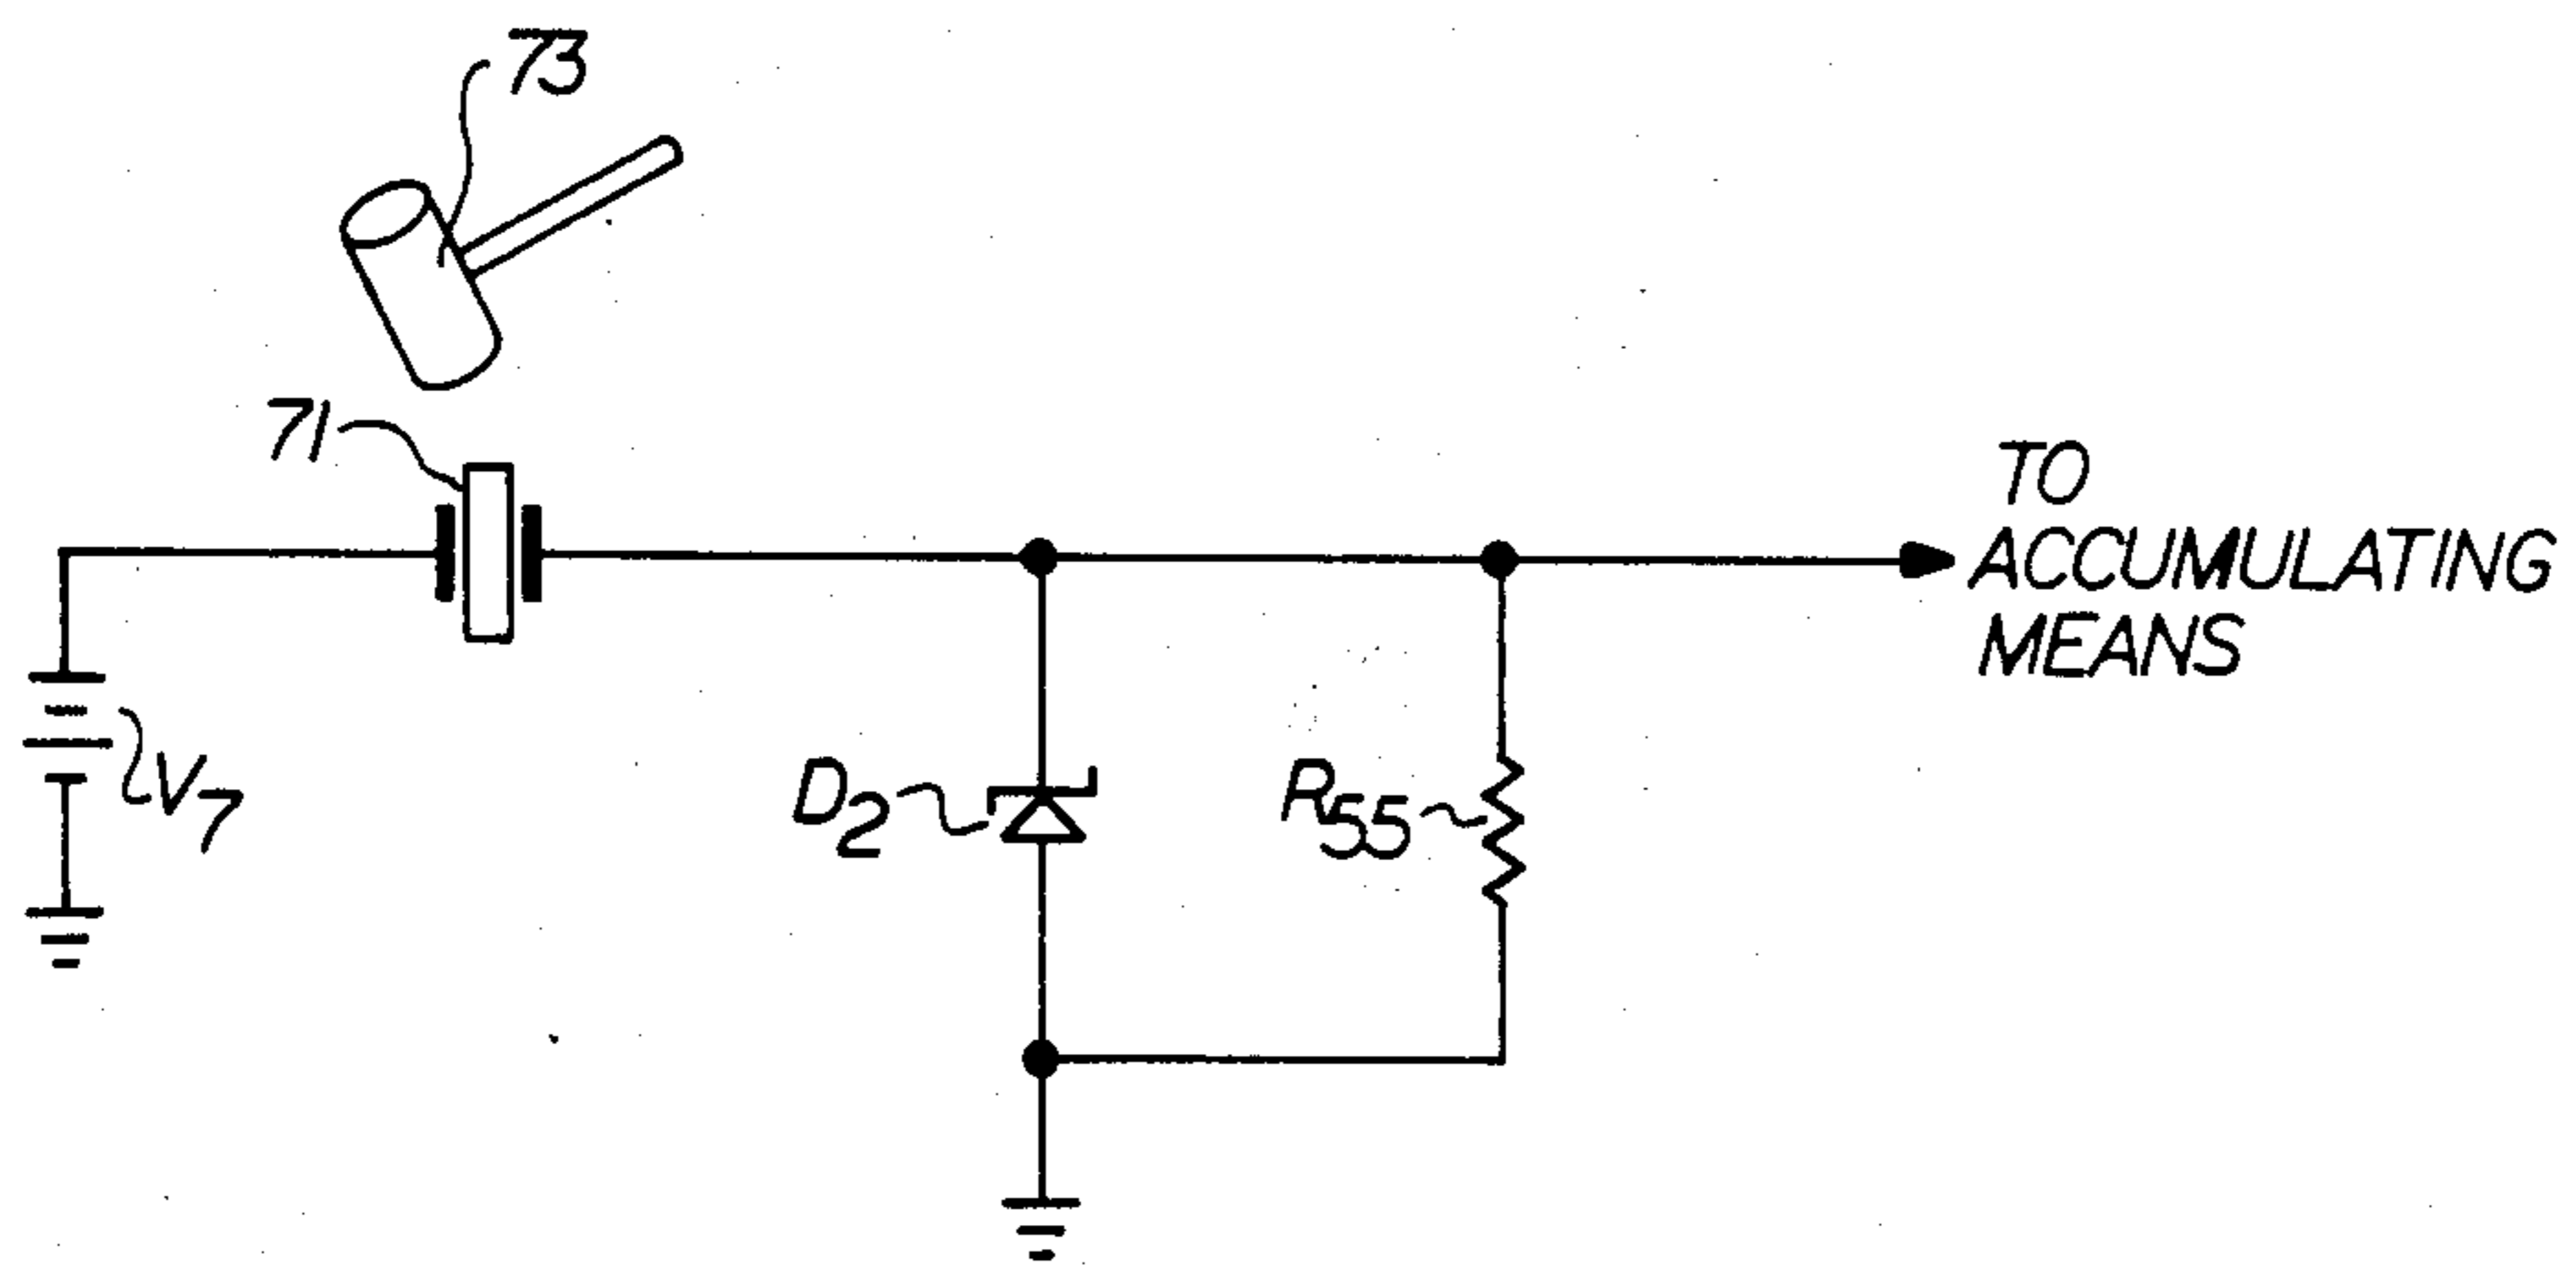 73
71
TO
ACCUMULATING
MEANS
V7
D2
R55